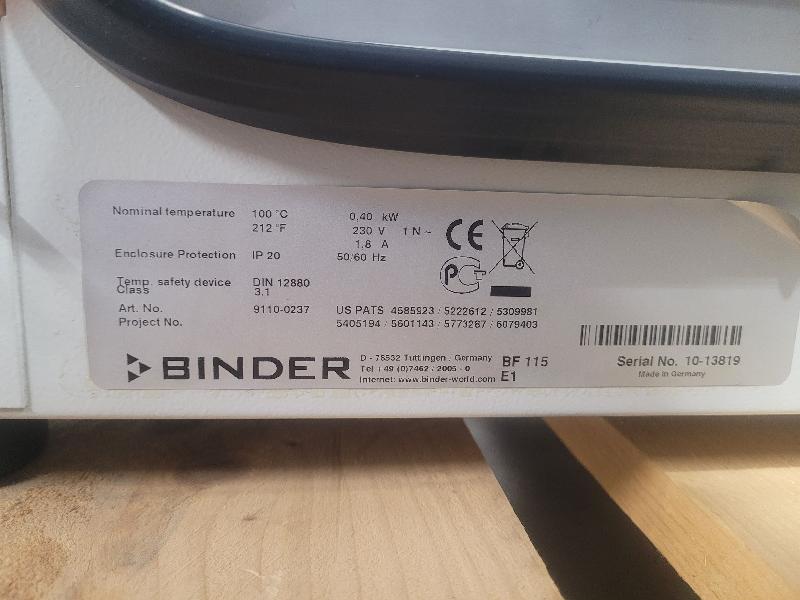 Nominal temperature 100 °C 0,40 kW
212 °F 230 V 1 N ~
1,8 A
Enclosure Protection IP 20 50/60 Hz
Temp. safety device DIN 12880
Class 3.1
Art. No. 9110-0237 US PATS 4585923 / 5222612 / 5309981
Project No. 5405194 / 5601143 / 5773287 / 6079403
CE
PCT
BINDER
D - 78532 Tuttlingen / Germany
Tel + 49 (0)7462 / 2005 - 0
Internet: www.binder-world.com
BF 115
E1
Serial No. 10-13819
Made in Germany